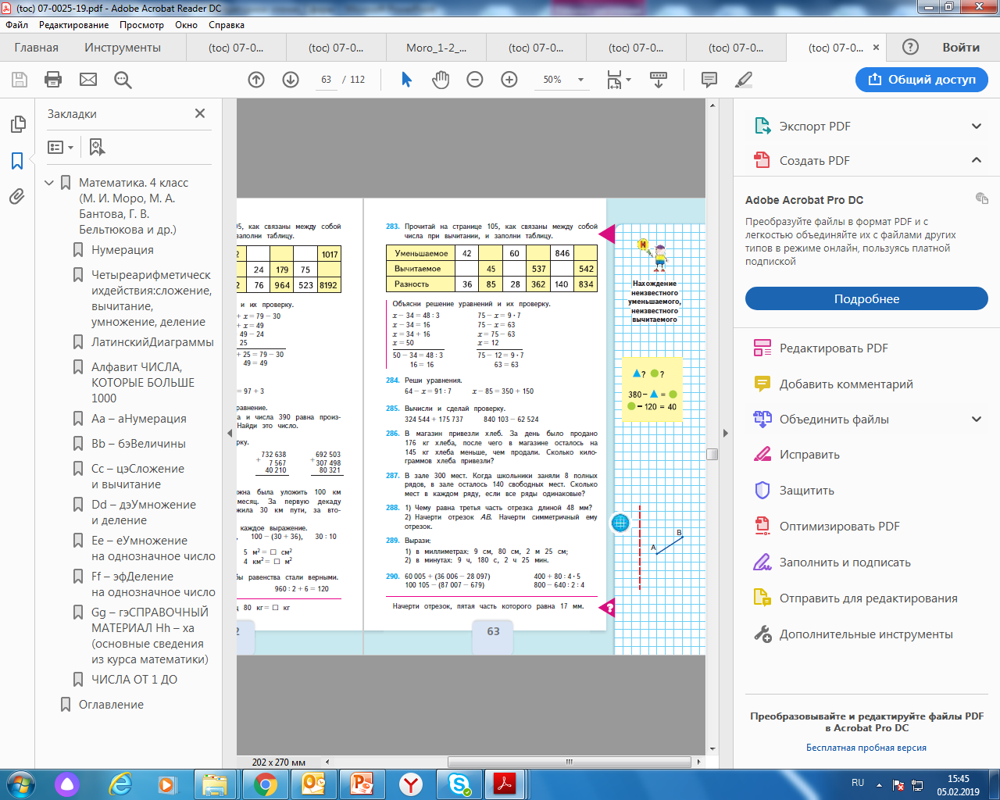 (toc) 07-0025-19.pdf - Adobe Acrobat Reader DC
Файл Редактирование Просмотр Окно Справка
Главная Инструменты (toc) 07-0... (toc) 07-0... Moro_1-2_... (toc) 07-0... (toc) 07-0... (toc) 07-0... (toc) 07-0... × Войти
63 / 112 50% Общий доступ
Закладки
Математика. 4 класс
(М. И. Моро, М. А.
Бантова, Г. В.
Бельтюкова и др.)
Нумерация
Четыреарифметическ
ихдействия:сложение,
вычитание,
умножение, деление
ЛатинскийДиаграммы
Алфавит ЧИСЛА,
КОТОРЫЕ БОЛЬШЕ
1000
Aa – аНумерация
Bb – бэВеличины
Cc – цэСложение
и вычитание
Dd – дэУмножение
и деление
Ee – еУмножение
на однозначное число
Ff – эфДеление
на однозначное число
Gg – гэСПРАВОЧНЫЙ
МАТЕРИАЛ Hh – ха
(основные сведения
из курса математики)
ЧИСЛА ОТ 1 ДО
Оглавление
05, как связаны между собой
заполни таблицу.
2 1017
24 179 75
2 76 964 523 8192
и их проверку.
+ x = 79 − 30
+ x = 49
49 − 24
25
+ 25 = 79 − 30
49 = 49
= 97 + 3
равнение.
а и числа 390 равна произ-
Найди это число.
рку.
+ 732 638
7 567
40 210
+ 692 503
307 498
80 321
жна была уложить 100 км
месяц. За первую декаду
жила 30 км пути, за вто-
каждое выражение.
, 100 − (30 + 36), 30 : 10
5 м² = □ см²
4 км² = □ м²
бы равенства стали верными.
960 : 2 + 6 = 120
ц 80 кг = □ кг
2
283. Прочитай на странице 105, как связаны между собой
числа при вычитании, и заполни таблицу.
Уменьшаемое 42 60 846
Вычитаемое 45 537 542
Разность 36 85 28 362 140 834
Объясни решение уравнений и их проверку.
x − 34 = 48 : 3 75 − x = 9 · 7
x − 34 = 16 75 − x = 63
x = 34 + 16 x = 75 − 63
x = 50 x = 12
50 − 34 = 48 : 3 75 − 12 = 9 · 7
16 = 16 63 = 63
284. Реши уравнения.
64 − x = 91 : 7 x − 85 = 350 + 150
285. Вычисли и сделай проверку.
324 544 + 175 737 840 103 − 62 524
286. В магазин привезли хлеб. За день было продано
176 кг хлеба, после чего в магазине осталось на
145 кг хлеба меньше, чем продали. Сколько кило-
граммов хлеба привезли?
287. В зале 300 мест. Когда школьники заняли 8 полных
рядов, в зале осталось 140 свободных мест. Сколько
мест в каждом ряду, если все ряды одинаковые?
288. 1) Чему равна третья часть отрезка длиной 48 мм?
2) Начерти отрезок AB. Начерти симметричный ему
отрезок.
289. Вырази:
1) в миллиметрах: 9 см, 80 см, 2 м 25 см;
2) в минутах: 9 ч, 180 с, 2 ч 25 мин.
290. 60 005 + (36 006 − 28 097) 400 + 80 : 4 · 5
100 105 − (87 007 − 679) 800 − 640 : 2 : 4
Начерти отрезок, пятая часть которого равна 17 мм.
?
63
Н
Нахождение
неизвестного
уменьшаемого,
неизвестного
вычитаемого
▲? ●?
380 − ▲ = ●
● − 120 = 40
A B
202 x 270 мм
Экспорт PDF
Создать PDF
Adobe Acrobat Pro DC
Преобразуйте файлы в формат PDF и с
легкостью объединяйте их с файлами других
типов в режиме онлайн, пользуясь платной
подпиской
Подробнее
Редактировать PDF
Добавить комментарий
Объединить файлы
Исправить
Защитить
Оптимизировать PDF
Заполнить и подписать
Отправить для редактирования
Дополнительные инструменты
Преобразовывайте и редактируйте файлы PDF
в Acrobat Pro DC
Бесплатная пробная версия
RU 15:45
05.02.2019